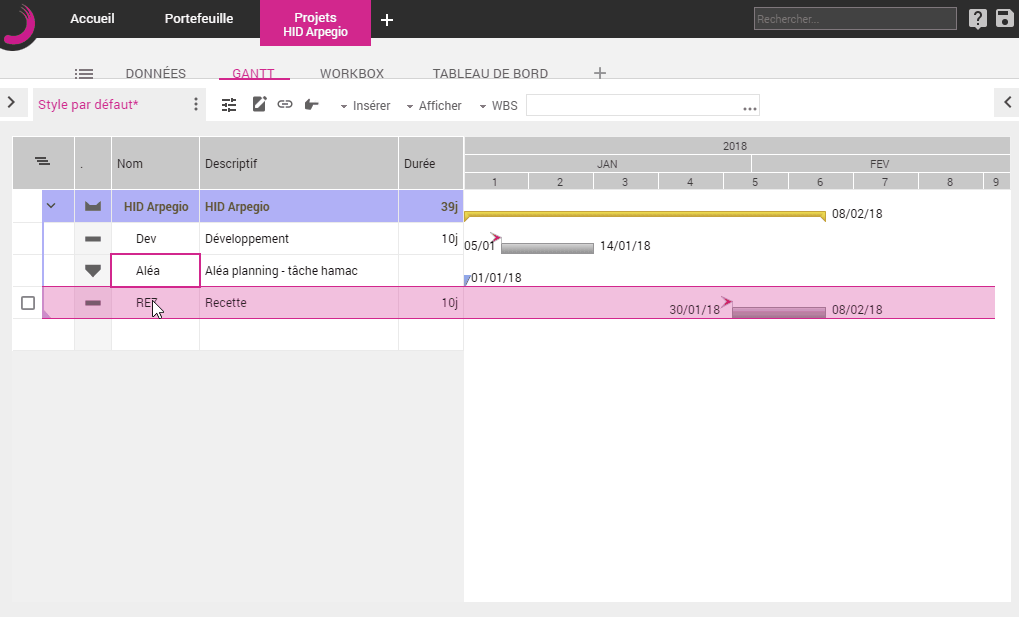 Accueil Portefeuille Projets + 
HID Arpegio
Rechercher...
DONNÉES GANTT WORKBOX TABLEAU DE BORD +
Style par défaut* Insérer Afficher WBS ...
2018
JAN FEV
. Nom Descriptif Durée
1 2 3 4 5 6 7 8 9
HID Arpegio HID Arpegio 39j 08/02/18
Dev Développement 10j 05/01 14/01/18
Aléa Aléa planning - tâche hamac 01/01/18
Recette 10j 30/01/18 08/02/18